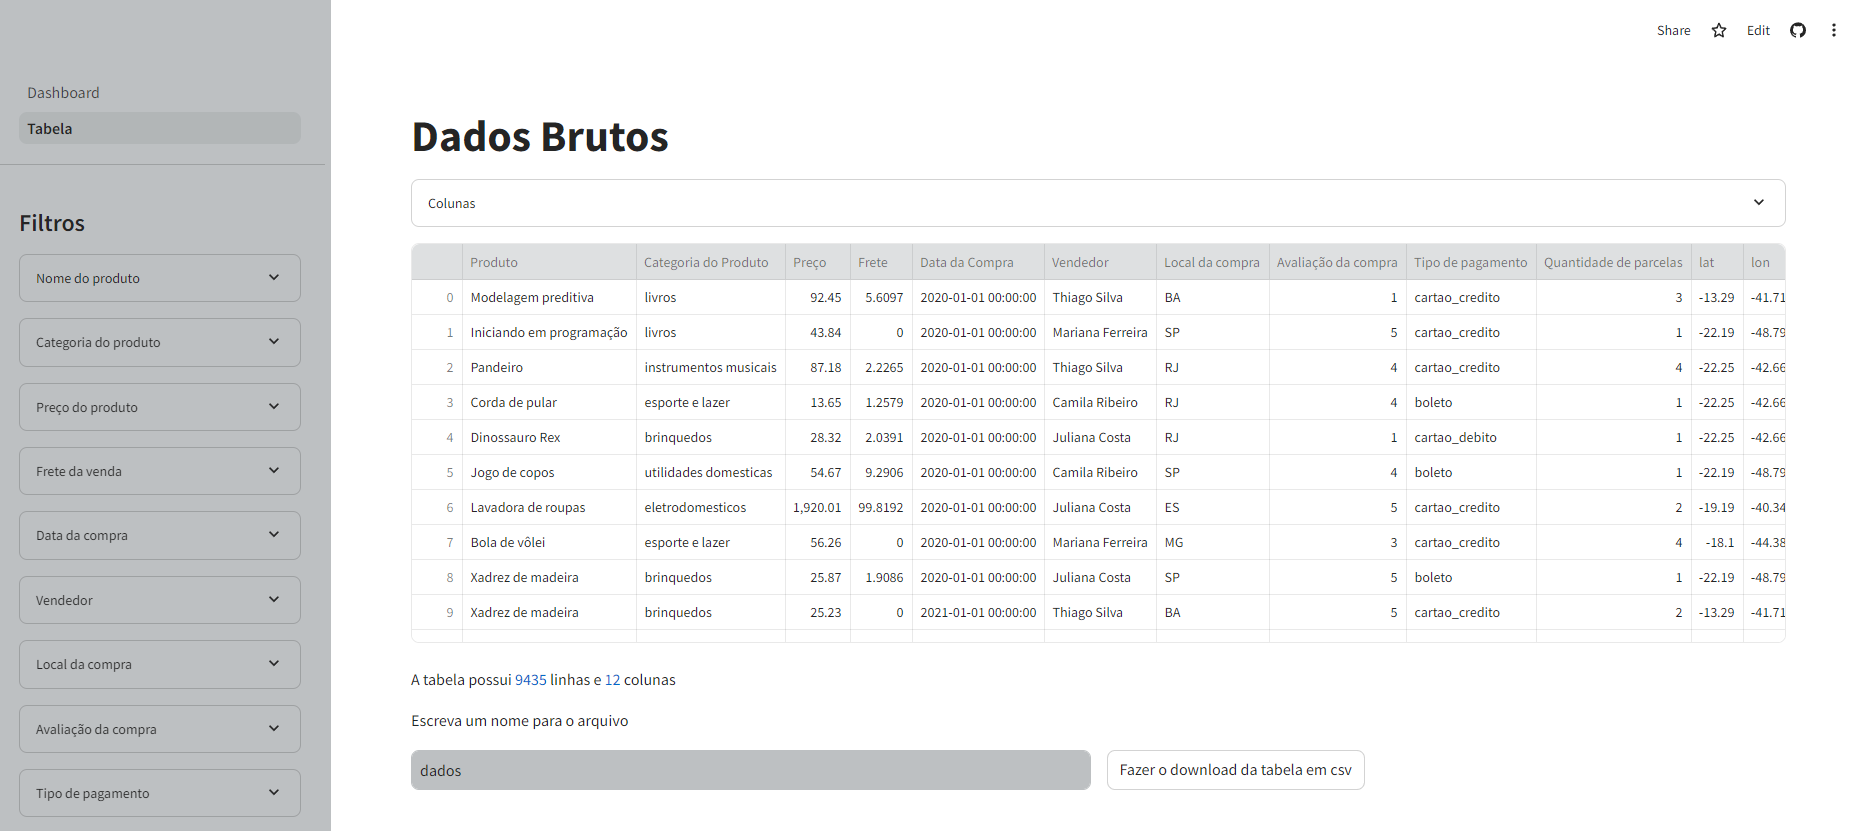 Share Edit
Dashboard
Tabela
Filtros
Nome do produto
Categoria do produto
Preço do produto
Frete da venda
Data da compra
Vendedor
Local da compra
Avaliação da compra
Tipo de pagamento
Dados Brutos
Colunas
Produto Categoria do Produto Preço Frete Data da Compra Vendedor Local da compra Avaliação da compra Tipo de pagamento Quantidade de parcelas lat lon
0 Modelagem preditiva livros 92.45 5.6097 2020-01-01 00:00:00 Thiago Silva BA 1 cartao_credito 3 -13.29 -41.71
1 Iniciando em programação livros 43.84 0 2020-01-01 00:00:00 Mariana Ferreira SP 5 cartao_credito 1 -22.19 -48.79
2 Pandeiro instrumentos musicais 87.18 2.2265 2020-01-01 00:00:00 Thiago Silva RJ 4 cartao_credito 4 -22.25 -42.66
3 Corda de pular esporte e lazer 13.65 1.2579 2020-01-01 00:00:00 Camila Ribeiro RJ 4 boleto 1 -22.25 -42.66
4 Dinossauro Rex brinquedos 28.32 2.0391 2020-01-01 00:00:00 Juliana Costa RJ 1 cartao_debito 1 -22.25 -42.66
5 Jogo de copos utilidades domesticas 54.67 9.2906 2020-01-01 00:00:00 Camila Ribeiro SP 4 boleto 1 -22.19 -48.79
6 Lavadora de roupas eletrodomesticos 1,920.01 99.8192 2020-01-01 00:00:00 Juliana Costa ES 5 cartao_credito 2 -19.19 -40.34
7 Bola de vôlei esporte e lazer 56.26 0 2020-01-01 00:00:00 Mariana Ferreira MG 3 cartao_credito 4 -18.1 -44.38
8 Xadrez de madeira brinquedos 25.87 1.9086 2020-01-01 00:00:00 Juliana Costa SP 5 boleto 1 -22.19 -48.79
9 Xadrez de madeira brinquedos 25.23 0 2021-01-01 00:00:00 Thiago Silva BA 5 cartao_credito 2 -13.29 -41.71
A tabela possui 9435 linhas e 12 colunas
Escreva um nome para o arquivo
dados
Fazer o download da tabela em csv